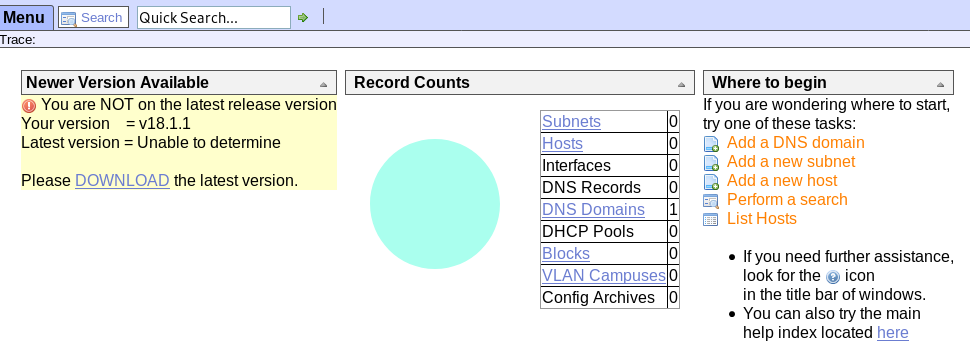 Menu Search Quick Search...
Trace:
Newer Version Available
You are NOT on the latest release version
Your version = v18.1.1
Latest version = Unable to determine
Please DOWNLOAD the latest version.
Record Counts
Subnets 0
Hosts 0
Interfaces 0
DNS Records 0
DNS Domains 1
DHCP Pools 0
Blocks 0
VLAN Campuses 0
Config Archives 0
Where to begin
If you are wondering where to start,
try one of these tasks:
Add a DNS domain
Add a new subnet
Add a new host
Perform a search
List Hosts
• If you need further assistance,
look for the ? icon
in the title bar of windows.
• You can also try the main
help index located here